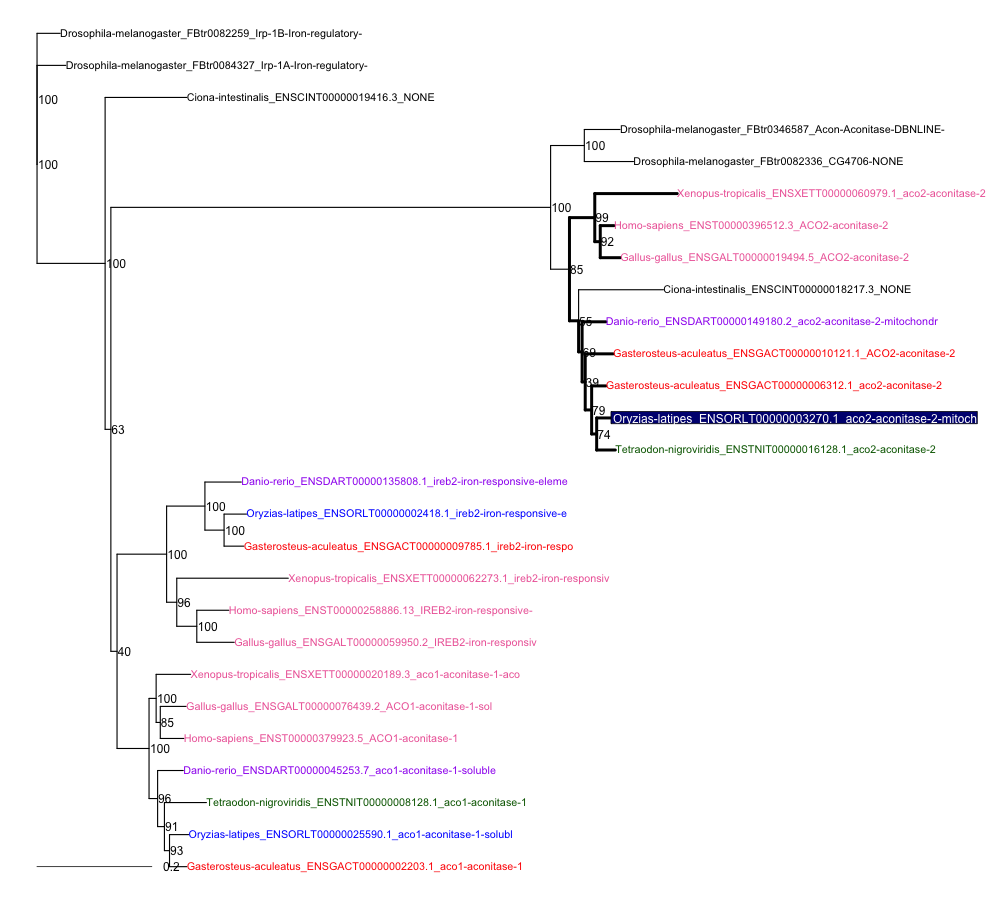 Drosophila-melanogaster_FBtr0082259_Irp-1B-Iron-regulatory-
Drosophila-melanogaster_FBtr0084327_Irp-1A-Iron-regulatory-
100
Ciona-intestinalis_ENSCINT00000019416.3_NONE
Drosophila-melanogaster_FBtr0346587_Acon-Aconitase-DBNLINE-
100
100
Drosophila-melanogaster_FBtr0082336_CG4706-NONE
Xenopus-tropicalis_ENSXETT00000060979.1_aco2-aconitase-2
100
99
Homo-sapiens_ENST00000396512.3_ACO2-aconitase-2
92
Gallus-gallus_ENSGALT00000019494.5_ACO2-aconitase-2
100
85
Ciona-intestinalis_ENSCINT00000018217.3_NONE
55
Danio-rerio_ENSDART00000149180.2_aco2-aconitase-2-mitochondr
69
Gasterosteus-aculeatus_ENSGACT00000010121.1_ACO2-aconitase-2
39
Gasterosteus-aculeatus_ENSGACT00000006312.1_aco2-aconitase-2
79
Oryzias-latipes_ENSORLT00000003270.1_aco2-aconitase-2-mitoch
63
74
Tetraodon-nigroviridis_ENSTNIT00000016128.1_aco2-aconitase-2
Danio-rerio_ENSDART00000135808.1_ireb2-iron-responsive-eleme
100
Oryzias-latipes_ENSORLT00000002418.1_ireb2-iron-responsive-e
100
Gasterosteus-aculeatus_ENSGACT00000009785.1_ireb2-iron-respo
100
Xenopus-tropicalis_ENSXETT00000062273.1_ireb2-iron-responsiv
96
Homo-sapiens_ENST00000258886.13_IREB2-iron-responsive-
100
Gallus-gallus_ENSGALT00000059950.2_IREB2-iron-responsiv
40
Xenopus-tropicalis_ENSXETT00000020189.3_aco1-aconitase-1-aco
100
Gallus-gallus_ENSGALT00000076439.2_ACO1-aconitase-1-sol
85
Homo-sapiens_ENST00000379923.5_ACO1-aconitase-1
100
Danio-rerio_ENSDART00000045253.7_aco1-aconitase-1-soluble
96
Tetraodon-nigroviridis_ENSTNIT00000008128.1_aco1-aconitase-1
91
Oryzias-latipes_ENSORLT00000025590.1_aco1-aconitase-1-solubl
93
0.2
Gasterosteus-aculeatus_ENSGACT00000002203.1_aco1-aconitase-1